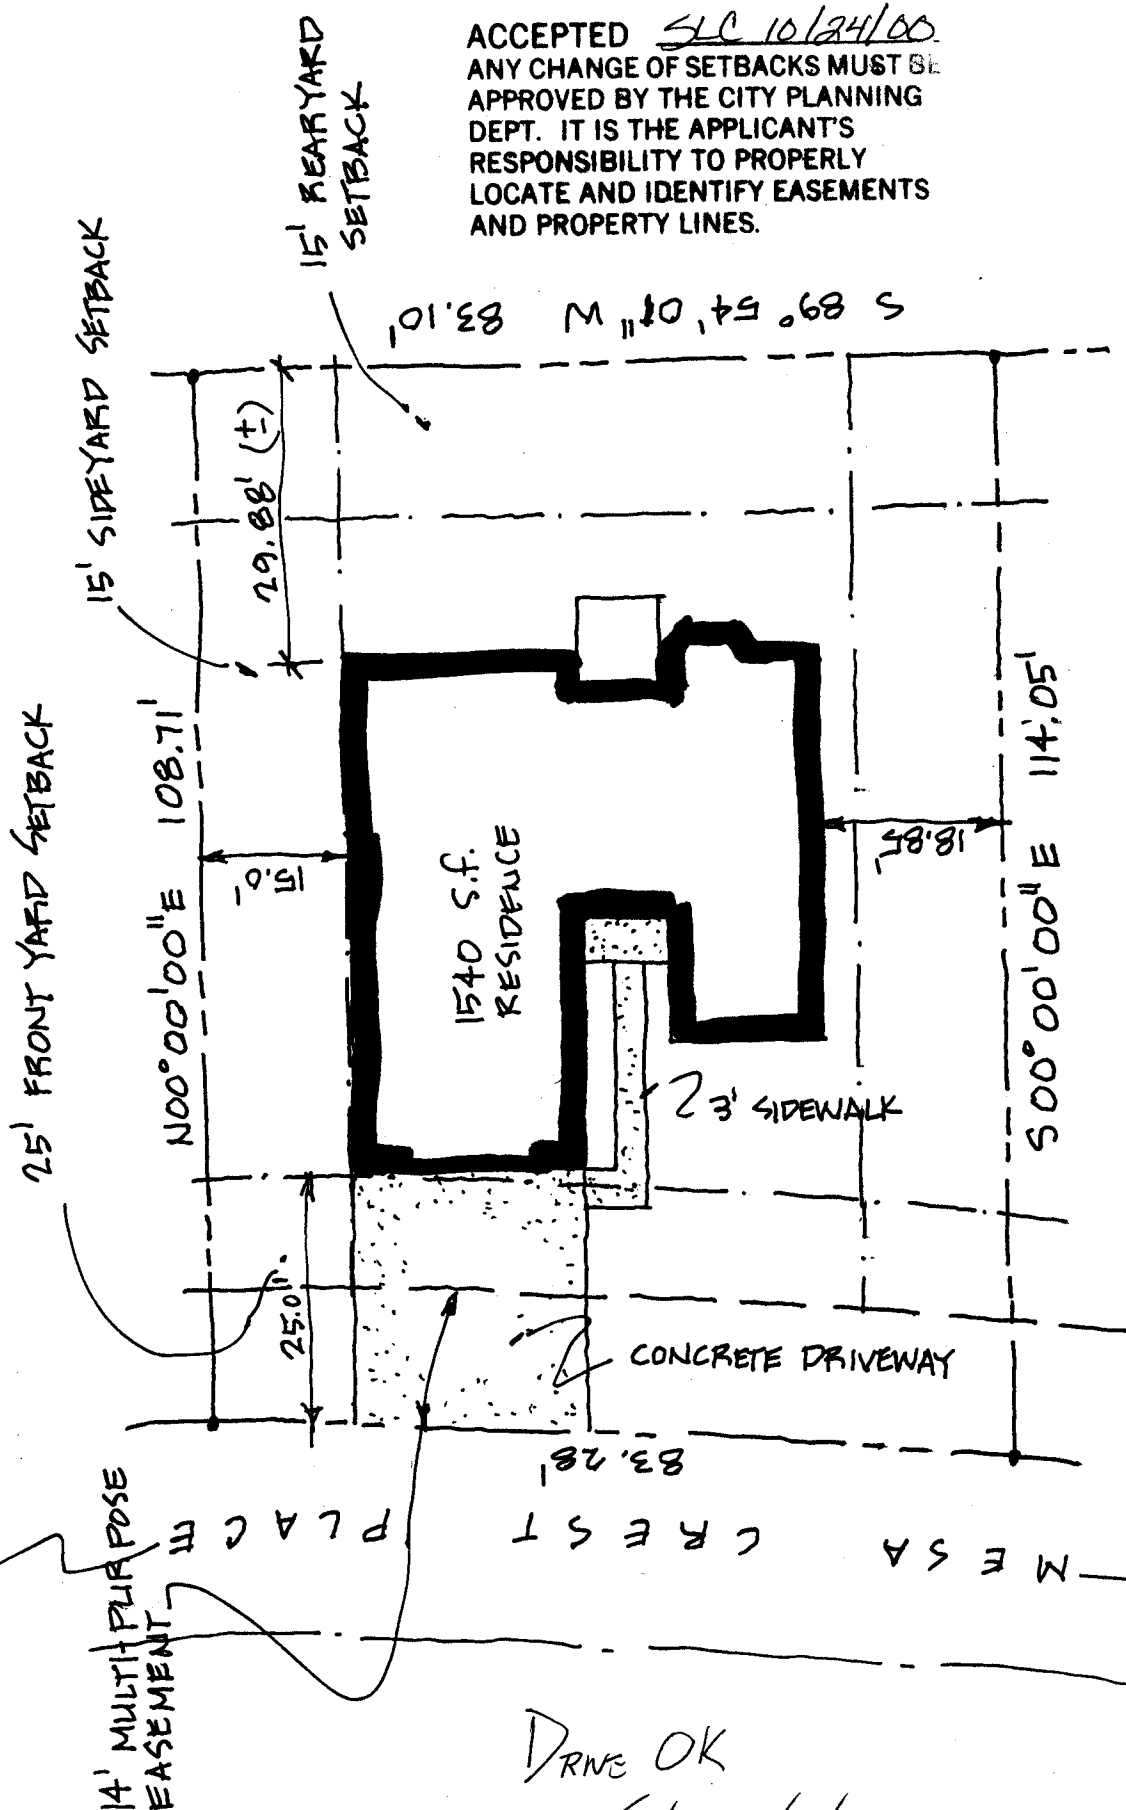 ACCEPTED SLC 10/24/00
ANY CHANGE OF SETBACKS MUST BE
APPROVED BY THE CITY PLANNING
DEPT. IT IS THE APPLICANT'S
RESPONSIBILITY TO PROPERLY
LOCATE AND IDENTIFY EASEMENTS
AND PROPERTY LINES.
15' REARYARD
SETBACK
15' SIDEYARD SETBACK
25' FRONT YARD SETBACK
S 89° 54' 01" W 83.10'
29.88' (±)
N00°00'00"E 108.71'
15.0'
1540 S.f.
RESIDENCE
18.85'
S 00°00'00" E 114.05'
3' SIDEWALK
25.0'
CONCRETE DRIVEWAY
83.28'
MESA CREST PLACE
14' MULTI-PURPOSE
EASEMENT
DRIVE OK